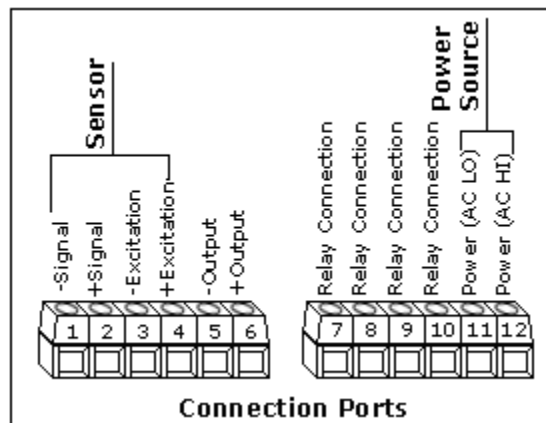 Sensor
Power
Source
-Signal
+Signal
-Excitation
+Excitation
-Output
+Output
Relay Connection
Relay Connection
Relay Connection
Relay Connection
Power (AC LO)
Power (AC HI)
1 2 3 4 5 6
7 8 9 10 11 12
Connection Ports